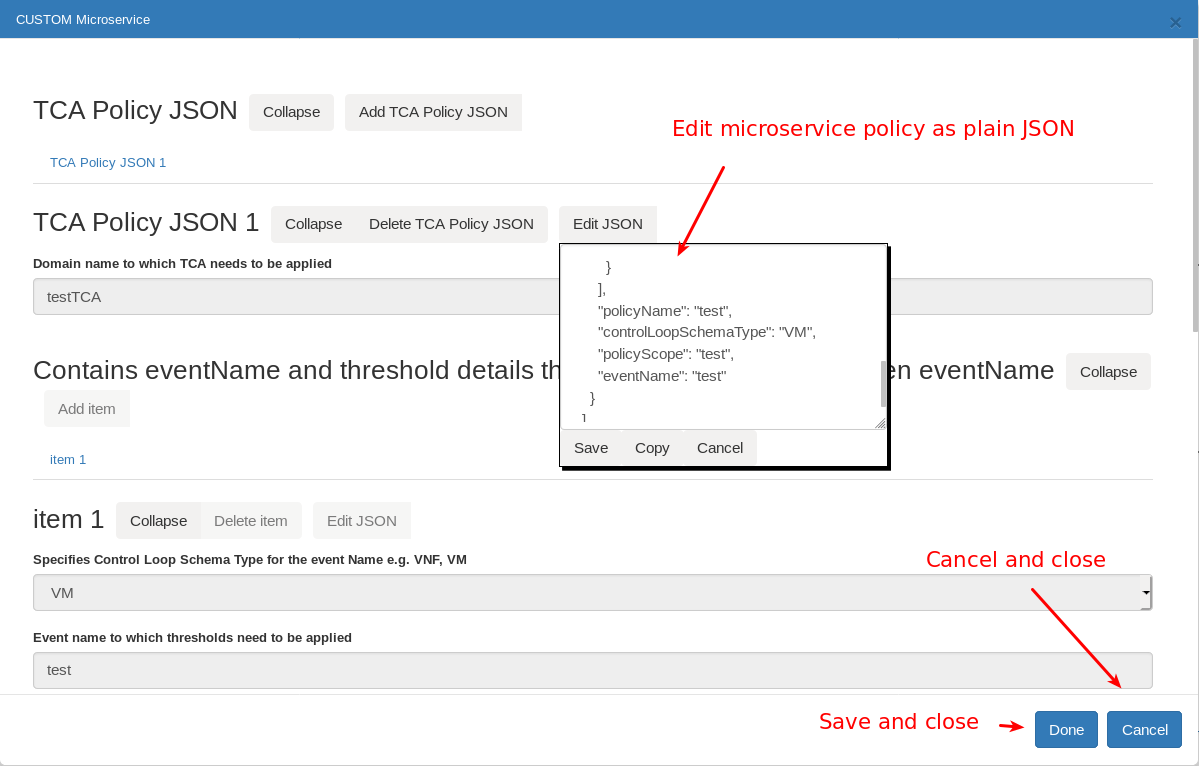 CUSTOM Microservice
×
TCA Policy JSON Collapse Add TCA Policy JSON
Edit microservice policy as plain JSON
TCA Policy JSON 1
TCA Policy JSON 1 Collapse Delete TCA Policy JSON Edit JSON
Domain name to which TCA needs to be applied
testTCA
}
],
"policyName": "test",
"controlLoopSchemaType": "VM",
"policyScope": "test",
"eventName": "test"
}
]
Save Copy Cancel
Contains eventName and threshold details th en eventName Collapse
Add item
item 1
item 1 Collapse Delete item Edit JSON
Specifies Control Loop Schema Type for the event Name e.g. VNF, VM
Cancel and close
VM
Event name to which thresholds need to be applied
test
Save and close
Done Cancel